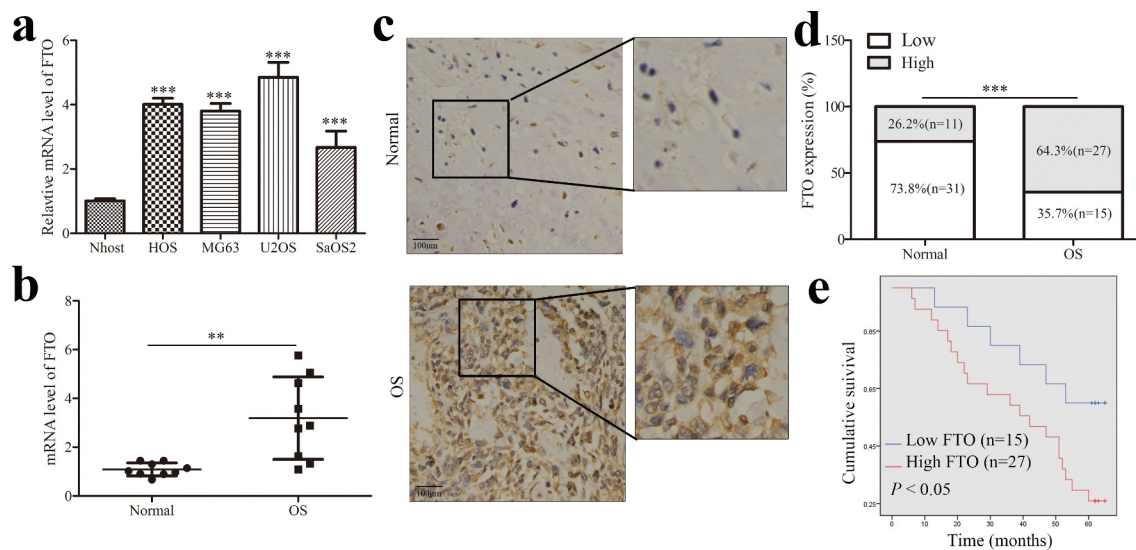 a
Relavtive mRNA level of FTO
6
4
2
0
***
***
***
***
Nhost HOS MG63 U2OS SaOS2
b
mRNA level of FTO
8
6
4
2
0
**
Normal OS
c
Normal
100μm
OS
100μm
d
Low
High
FTO expression (%)
150
100
50
0
***
26.2%(n=11)
73.8%(n=31)
64.3%(n=27)
35.7%(n=15)
Normal OS
e
Cumulative suivival
0.85
0.65
0.45
0.25
Low FTO (n=15)
High FTO (n=27)
P < 0.05
0 10 20 30 40 50 60
Time (months)